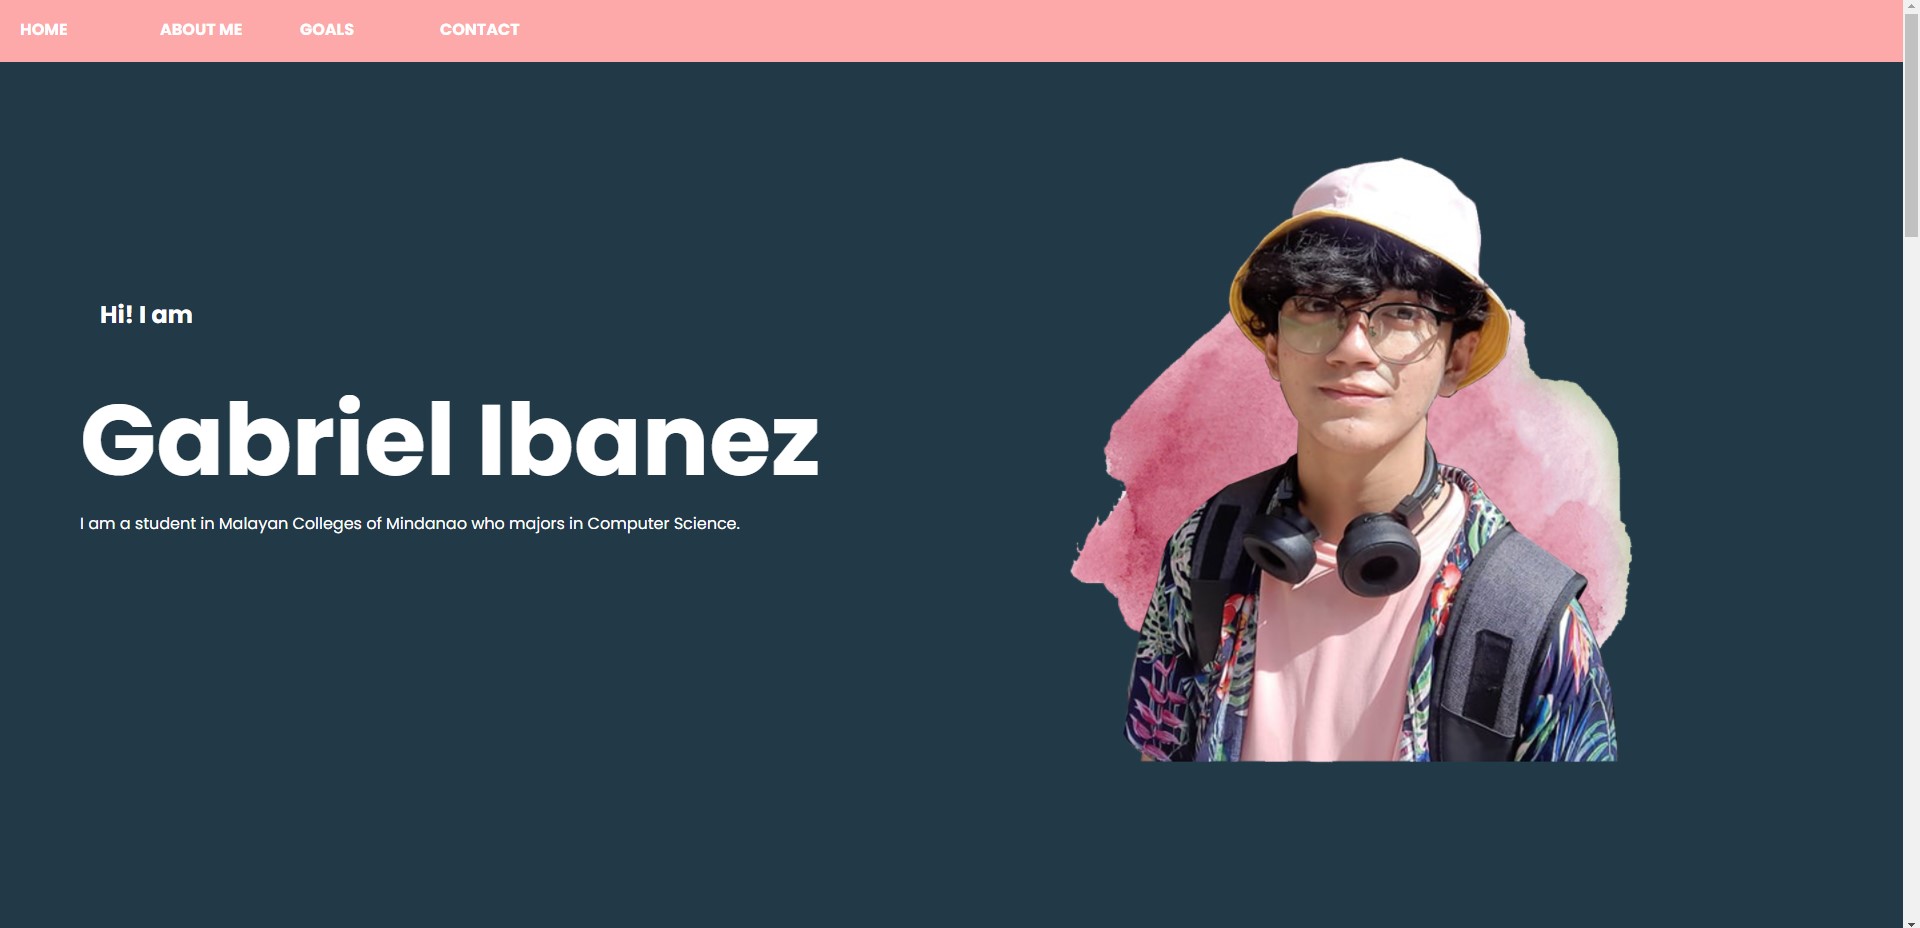 HOME ABOUT ME GOALS CONTACT
Hi! I am
Gabriel Ibanez
I am a student in Malayan Colleges of Mindanao who majors in Computer Science.